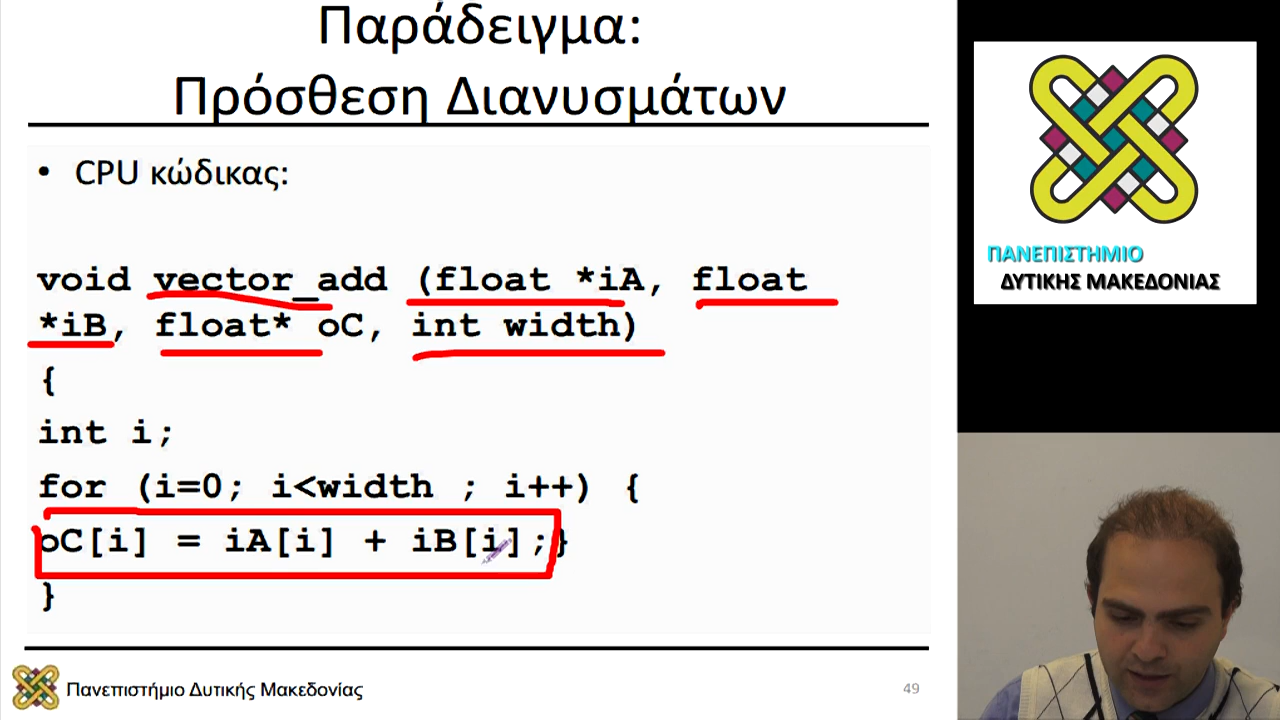 Παράδειγμα:
Πρόσθεση Διανυσμάτων
• CPU κώδικας:
void vector_add (float *iA, float
*iB, float* oC, int width)
{
int i;
for (i=0; i<width ; i++) {
oC[i] = iA[i] + iB[i];}
}
Πανεπιστήμιο Δυτικής Μακεδονίας
49
ΠΑΝΕΠΙΣΤΗΜΙΟ
ΔΥΤΙΚΗΣ ΜΑΚΕΔΟΝΙΑΣ